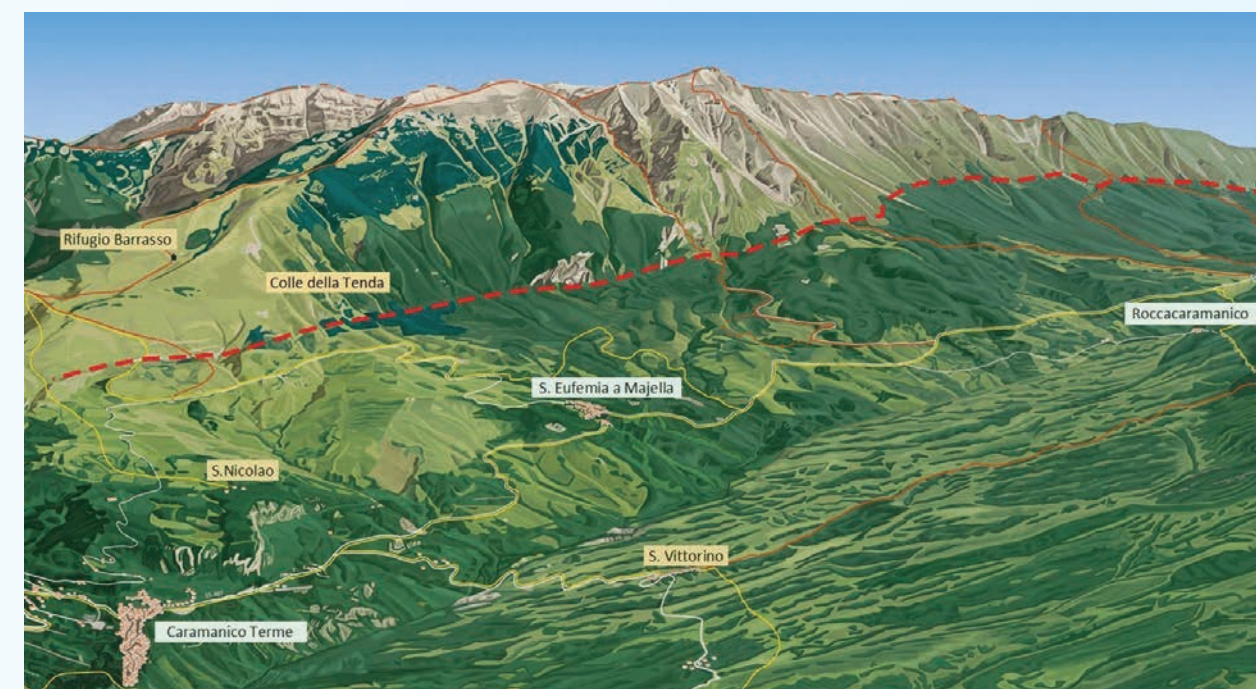 Rifugio Barrasso
Colle della Tenda
Roccacaramanico
S. Eufemia a Majella
S.Nicolao
S. Vittorino
Caramanico Terme